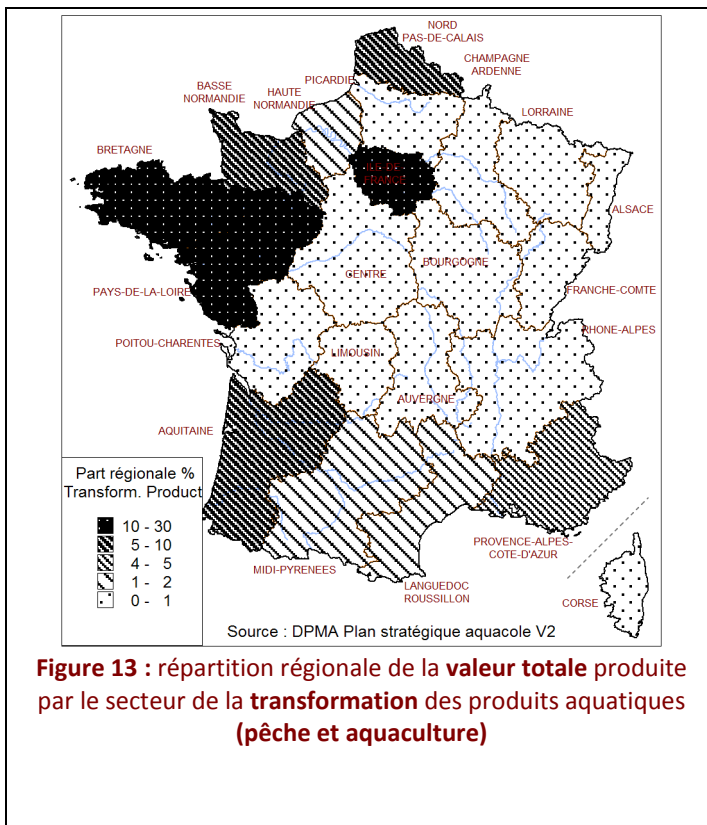 NORD
PAS-DE-CALAIS
CHAMPAGNE
ARDENNE
PICARDIE
HAUTE
NORMANDIE
BASSE
NORMANDIE
LORRAINE
BRETAGNE
ILE-DE-
FRANCE
ALSACE
BOURGOGNE
CENTRE
PAYS-DE-LA-LOIRE
FRANCHE-COMTE
RHONE-ALPES
POITOU-CHARENTES
LIMOUSIN
AUVERGNE
AQUITAINE
Part régionale %
Transform. Product
10 - 30
5 - 10
4 - 5
1 - 2
0 - 1
PROVENCE-ALPES-
COTE-D'AZUR
MIDI-PYRENEES
LANGUEDOC
ROUSSILLON
CORSE
Source : DPMA Plan stratégique aquacole V2
Figure 13 : répartition régionale de la valeur totale produite
par le secteur de la transformation des produits aquatiques
(pêche et aquaculture)